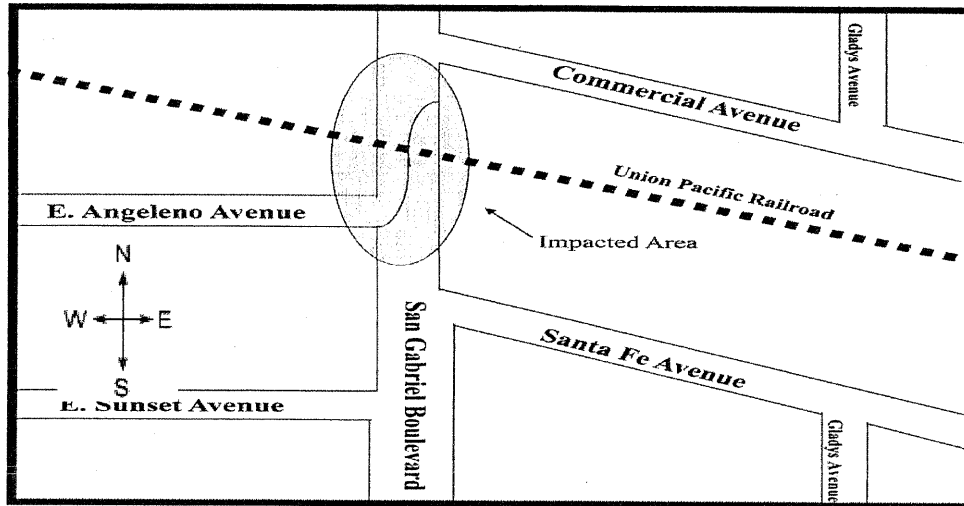 Gladys Avenue
Commercial Avenue
Union Pacific Railroad
E. Angeleno Avenue
Impacted Area
N
W E
S
San Gabriel Boulevard
Santa Fe Avenue
E. Sunset Avenue
Gladys Avenue